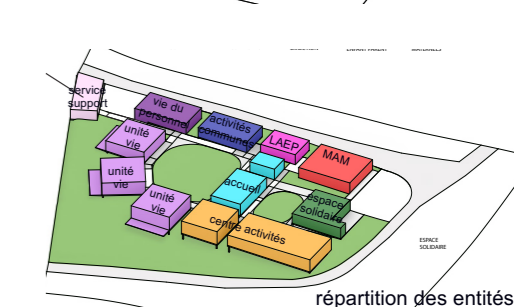 service
support
vie du
personnel
activités
communes
LAEP
MAM
unité
vie
unité
vie
unité
vie
accueil
espace
solidaire
centre activités
ESPACE
SOLIDAIRE
répartition des entités